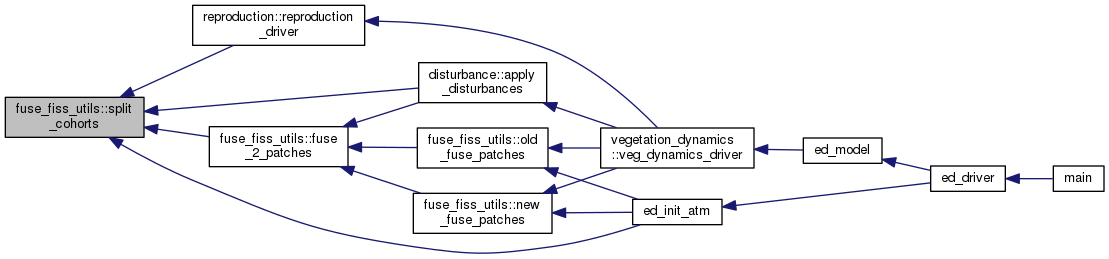 reproduction::reproduction
_driver
fuse_fiss_utils::split
_cohorts
disturbance::apply
_disturbances
fuse_fiss_utils::fuse
_2_patches
fuse_fiss_utils::old
_fuse_patches
fuse_fiss_utils::new
_fuse_patches
vegetation_dynamics
::veg_dynamics_driver
ed_init_atm
ed_model
ed_driver
main